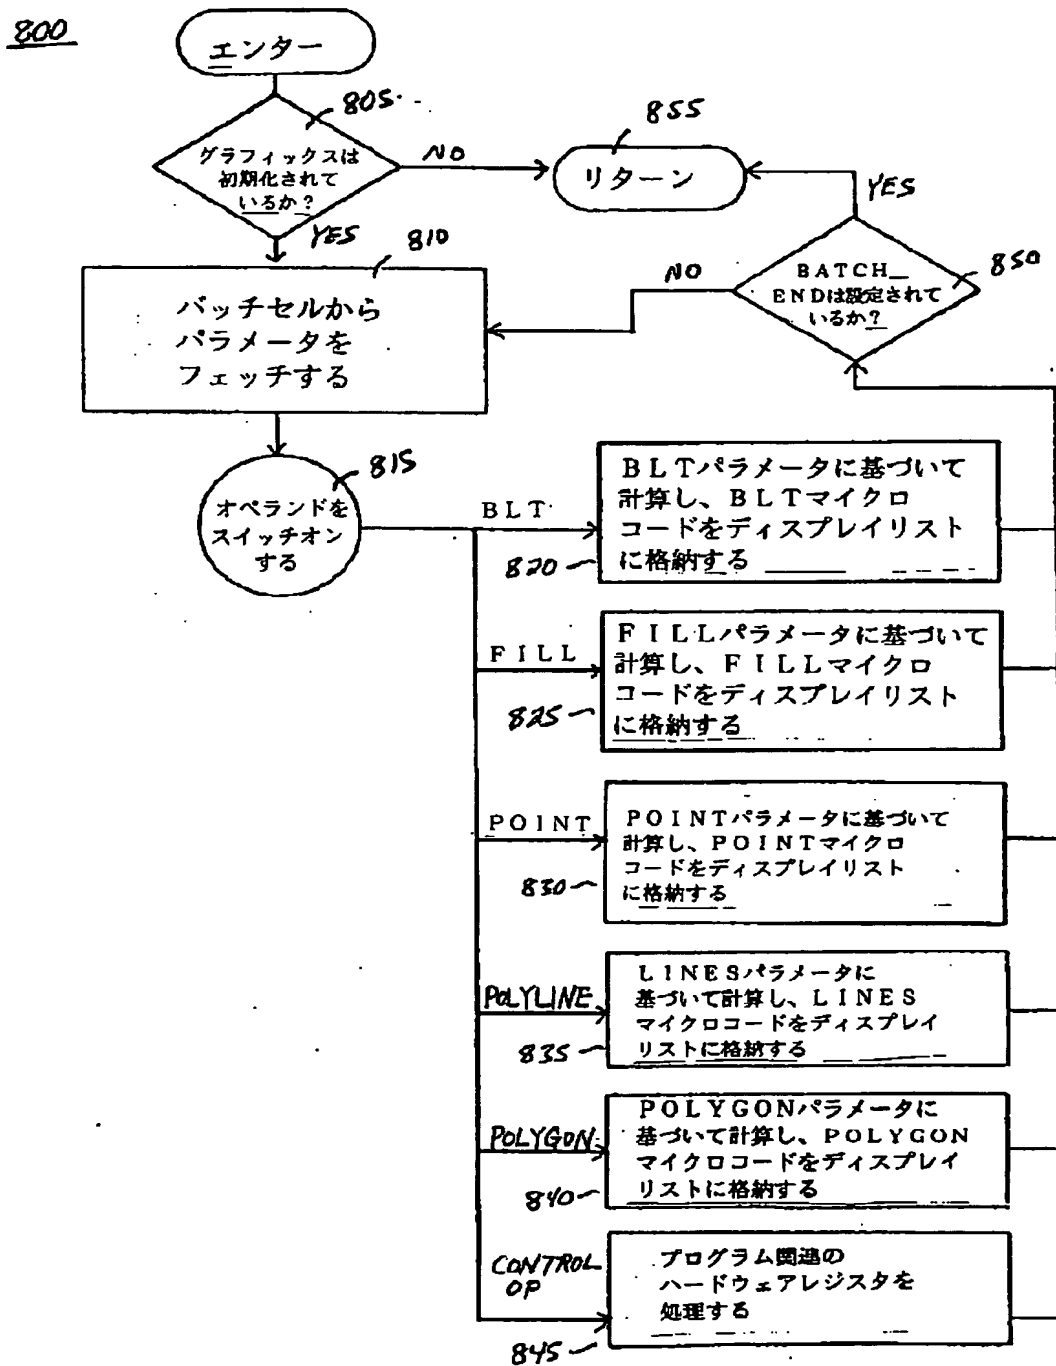 800
エンター
805
グラフィックスは
初期化されて
いるか?
NO
855
リターン
YES
YES
810
バッチセルから
パラメータを
フェッチする
NO
850
BATCH_
ENDは設定されて
いるか?
815
オペランドを
スイッチオン
する
BLT
820
BLTパラメータに基づいて
計算し、BLTマイクロ
コードをディスプレイリスト
に格納する
FILL
825
FILLパラメータに基づいて
計算し、FILLマイクロ
コードをディスプレイリスト
に格納する
POINT
830
POINTパラメータに基づいて
計算し、POINTマイクロ
コードをディスプレイリスト
に格納する
POLYLINE
835
LINESパラメータに
基づいて計算し、LINES
マイクロコードをディスプレイ
リストに格納する
POLYGON
840
POLYGONパラメータに
基づいて計算し、POLYGON
マイクロコードをディスプレイ
リストに格納する
CONTROL
OP
845
プログラム関連の
ハードウェアレジスタを
処理する